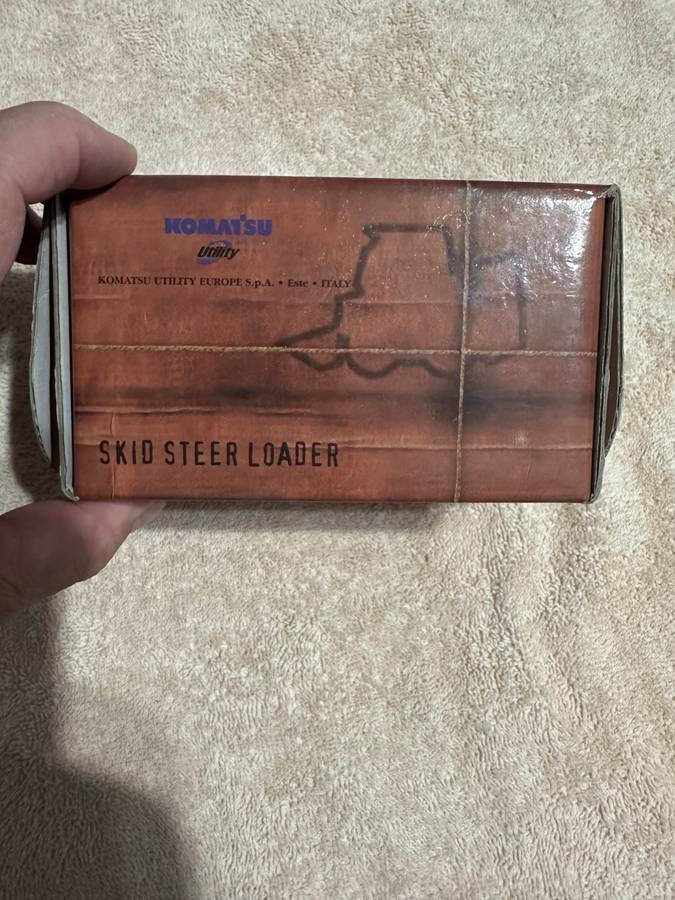 KOMATSU
Utility
KOMATSU UTILITY EUROPE S.p.A. • Este • ITALY
SKID STEER LOADER